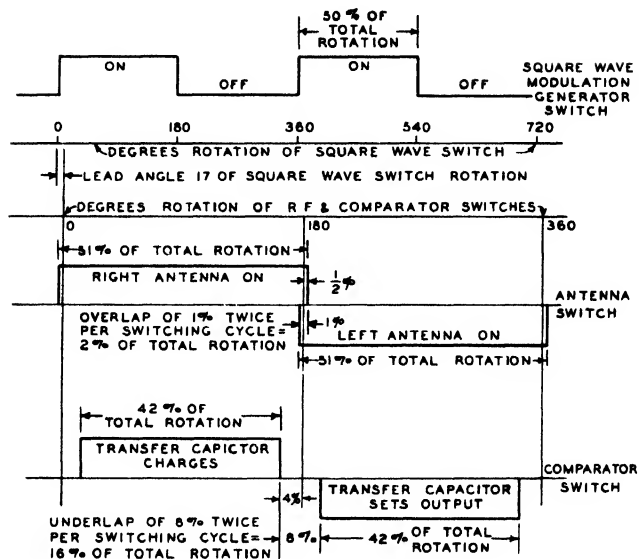 50% OF
TOTAL
ROTATION
ON
OFF
ON
OFF
SQUARE WAVE
MODULATION
GENERATOR
SWITCH
0 180 360 540 720
DEGREES ROTATION OF SQUARE WAVE SWITCH
LEAD ANGLE 17 OF SQUARE WAVE SWITCH ROTATION
DEGREES ROTATION OF R F & COMPARATOR SWITCHES
0 180 360
51% OF TOTAL ROTATION
RIGHT ANTENNA ON
1/2%
ANTENNA
SWITCH
OVERLAP OF 1% TWICE
PER SWITCHING CYCLE=
2% OF TOTAL ROTATION
1%
LEFT ANTENNA ON
51% OF TOTAL ROTATION
42% OF
TOTAL ROTATION
TRANSFER CAPICTOR
CHARGES
COMPARATOR
SWITCH
4%
TRANSFER CAPACITOR
SETS OUTPUT
UNDERLAP OF 8% TWICE
PER SWITCHING CYCLE=
16% OF TOTAL ROTATION
8%
42% OF TOTAL
ROTATION